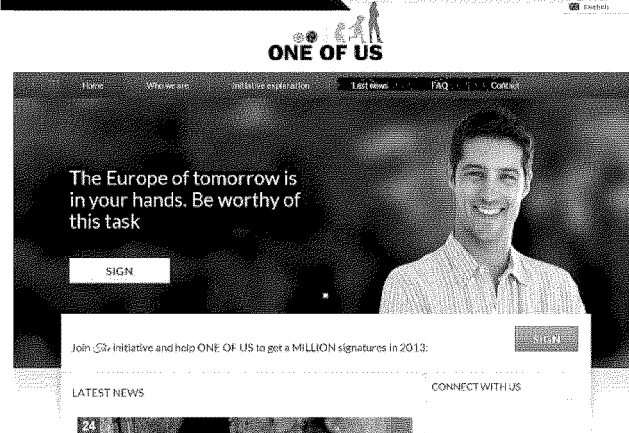 English
ONE OF US
Home Who we are Initiative explanation Last news FAQ Contact
The Europe of tomorrow is
in your hands. Be worthy of
this task
SIGN
Join the initiative and help ONE OF US to get a MILLION signatures in 2013:
SIGN
LATEST NEWS
CONNECT WITH US
24